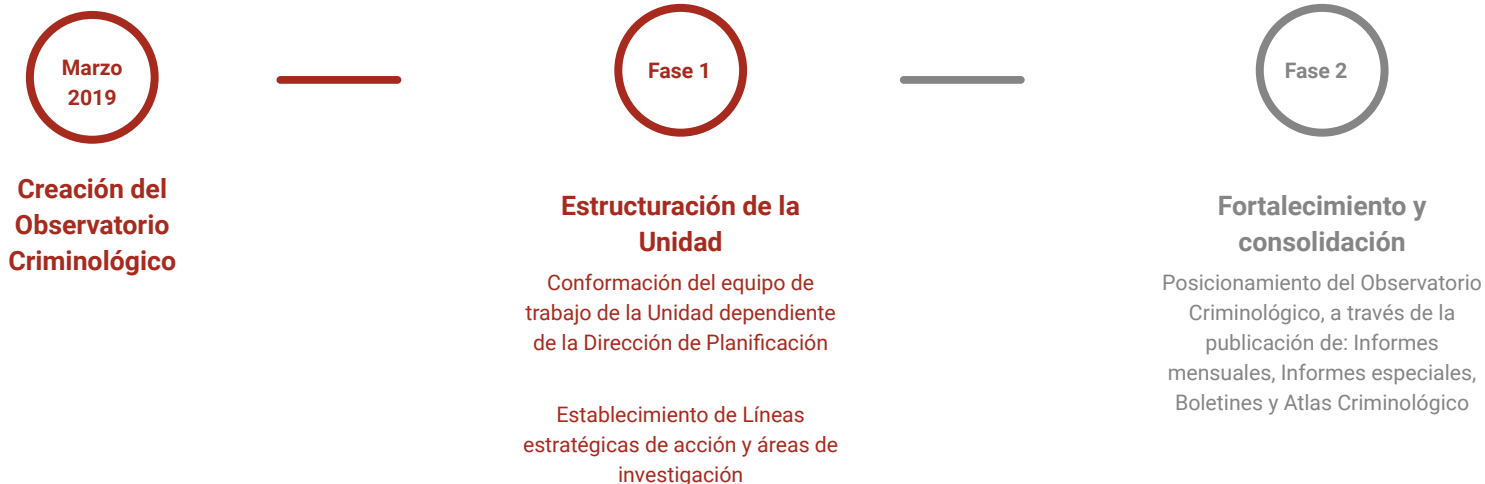 Marzo
2019
Creación del
Observatorio
Criminológico
Fase 1
Estructuración de la
Unidad
Conformación del equipo de
trabajo de la Unidad dependiente
de la Dirección de Planificación
Establecimiento de Líneas
estratégicas de acción y áreas de
investigación
Fase 2
Fortalecimiento y
consolidación
Posicionamiento del Observatorio
Criminológico, a través de la
publicación de: Informes
mensuales, Informes especiales,
Boletines y Atlas Criminológico